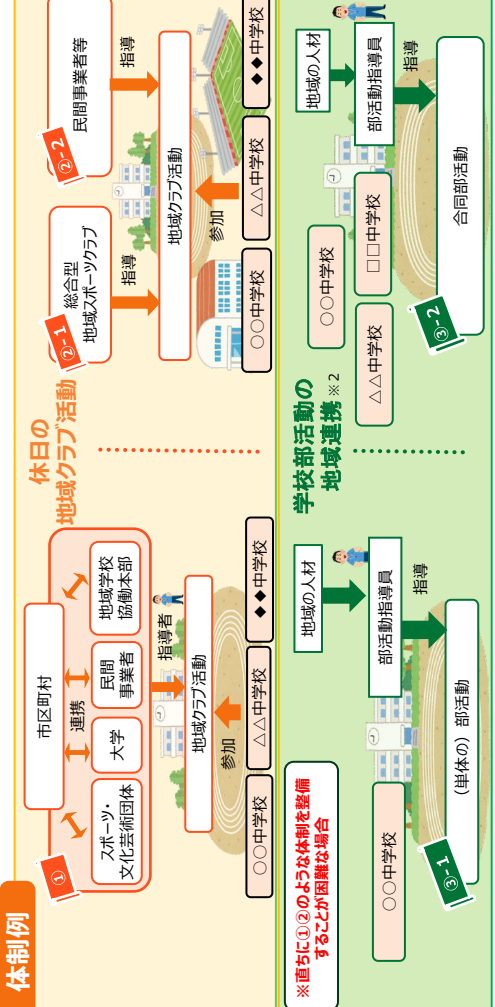 体制例
①
市区町村
連携
スポーツ・
文化芸術団体
大学
民間
事業者
地域学校
協働本部
指導者
地域クラブ活動
参加
○○中学校
△△中学校
◆◆中学校
休日の
地域クラブ活動
②-1
総合型
地域スポーツクラブ
指導
②-2
民間事業者等
指導
地域クラブ活動
参加
○○中学校
△△中学校
◆◆中学校
※直ちに①②のような体制を整備
することが困難な場合
③-1
○○中学校
地域の人材
部活動指導員
指導
(単体の)部活動
学校部活動の
地域連携※2
③-2
○○中学校
△△中学校
□□中学校
地域の人材
部活動指導員
指導
合同部活動